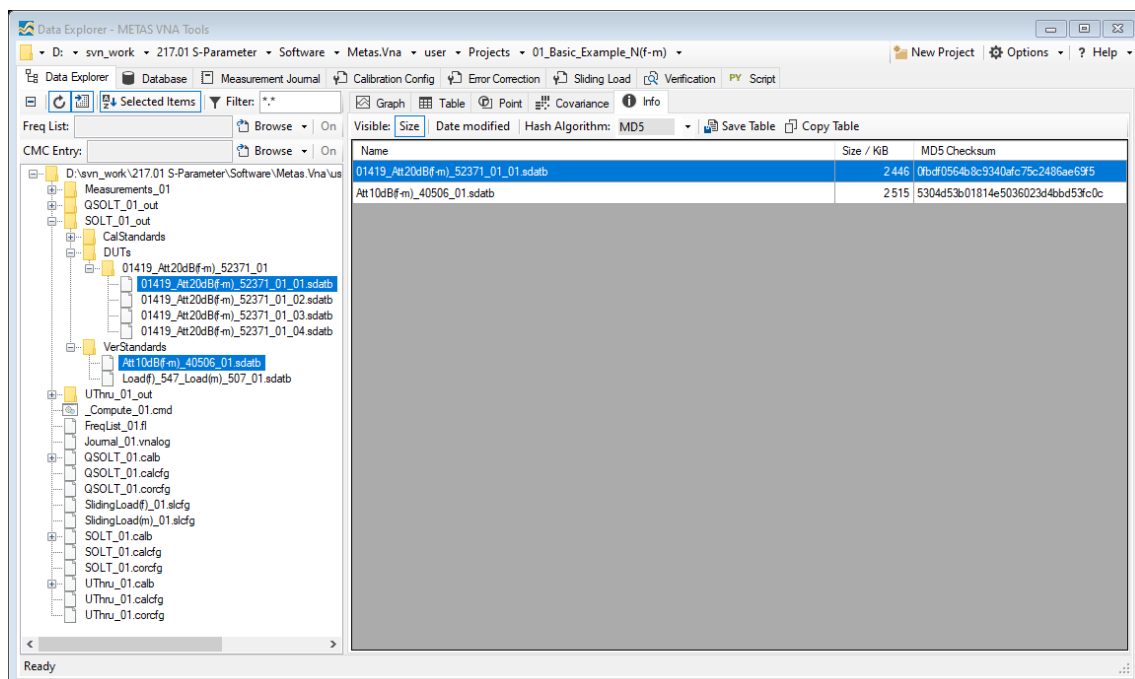 Data Explorer - METAS VNA Tools
D: svn_work 217.01 S-Parameter Software Metas.Vna user Projects 01_Basic_Example_N(f-m) New Project Options ? Help
Data Explorer Database Measurement Journal Calibration Config Error Correction Sliding Load Verification PY Script
Selected Items Filter: *.* Graph Table Point Covariance Info
Freq List: Browse On Visible: Size Date modified Hash Algorithm: MD5 Save Table Copy Table
CMC Entry: Browse On
Name Size / KiB MD5 Checksum
01419_Att20dB(f-m)_52371_01_01.sdatb 2 446 0fbdf0564b8c9340afc75c2486ae69f5
Att10dB(f-m)_40506_01.sdatb 2 515 5304d53b01814e5036023d4bbd53fc0c
D:\svn_work\217.01 S-Parameter\Software\Metas.Vna\us
Measurements_01
QSOLT_01_out
SOLT_01_out
CalStandards
DUTs
01419_Att20dB(f-m)_52371_01
01419_Att20dB(f-m)_52371_01_01.sdatb
01419_Att20dB(f-m)_52371_01_02.sdatb
01419_Att20dB(f-m)_52371_01_03.sdatb
01419_Att20dB(f-m)_52371_01_04.sdatb
VerStandards
Att10dB(f-m)_40506_01.sdatb
Load(f)_547_Load(m)_507_01.sdatb
UThru_01_out
_Compute_01.cmd
FreqList_01.fl
Journal_01.vnalog
QSOLT_01.calb
QSOLT_01.calcfg
QSOLT_01.corcfg
SlidingLoad(f)_01.slcfg
SlidingLoad(m)_01.slcfg
SOLT_01.calb
SOLT_01.calcfg
SOLT_01.corcfg
UThru_01.calb
UThru_01.calcfg
UThru_01.corcfg
Ready